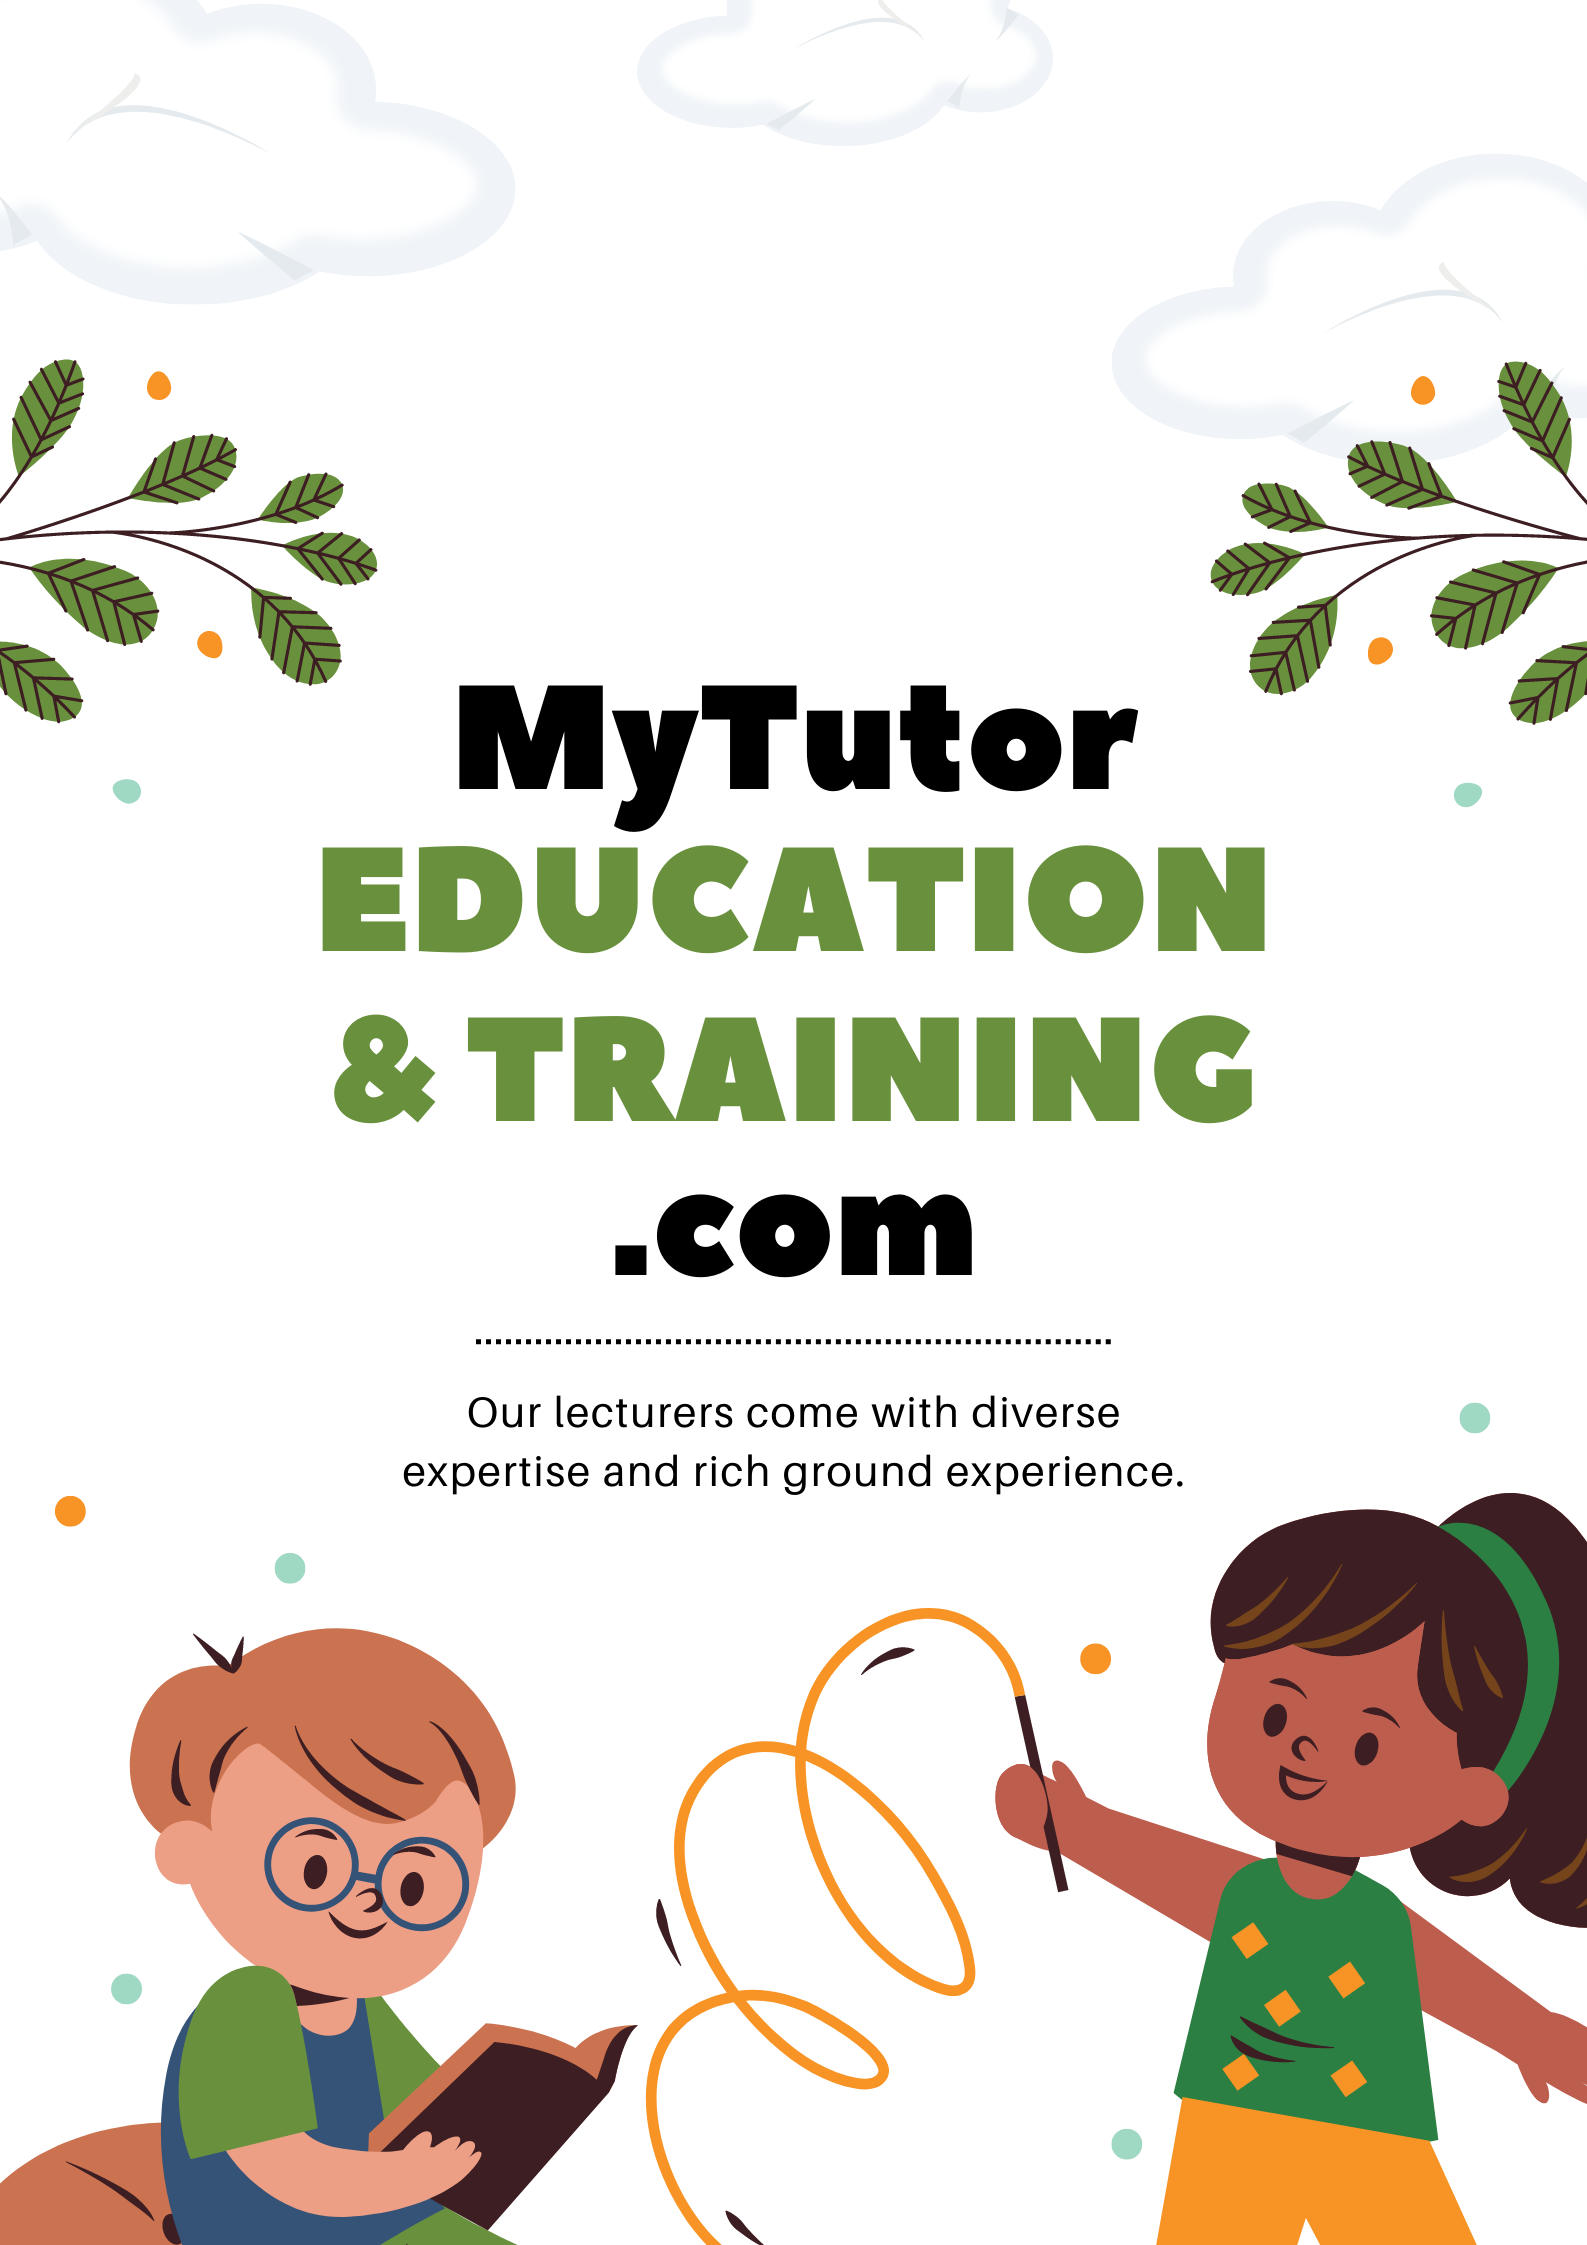 MyTutor
EDUCATION
& TRAINING
.com
Our lecturers come with diverse
expertise and rich ground experience.